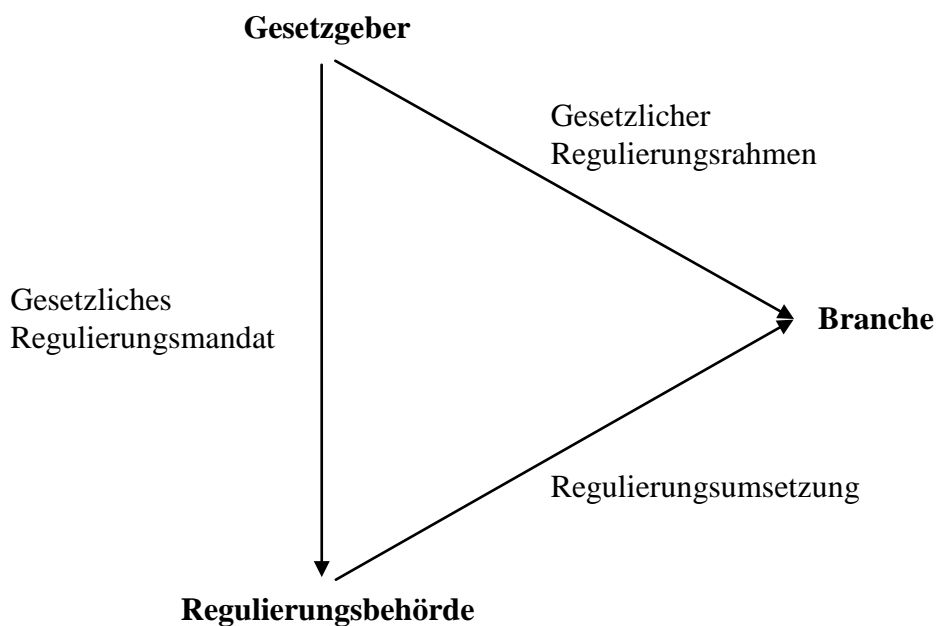 Gesetzgeber
Gesetzlicher
Regulierungsrahmen
Gesetzliches
Regulierungsmandat
Branche
Regulierungsumsetzung
Regulierungsbehörde